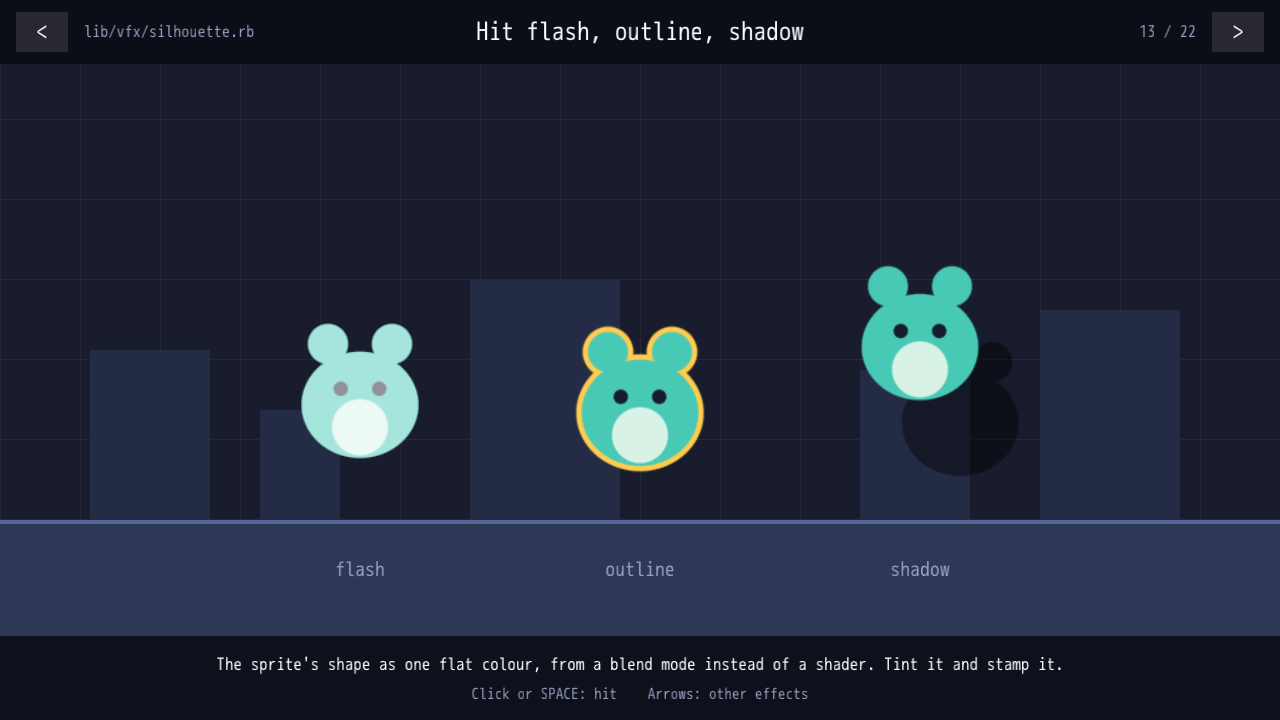 <
lib/vfx/silhouette.rb
Hit flash, outline, shadow
13 / 22
>
flash
outline
shadow
The sprite's shape as one flat colour, from a blend mode instead of a shader. Tint it and stamp it.
Click or SPACE: hit    Arrows: other effects